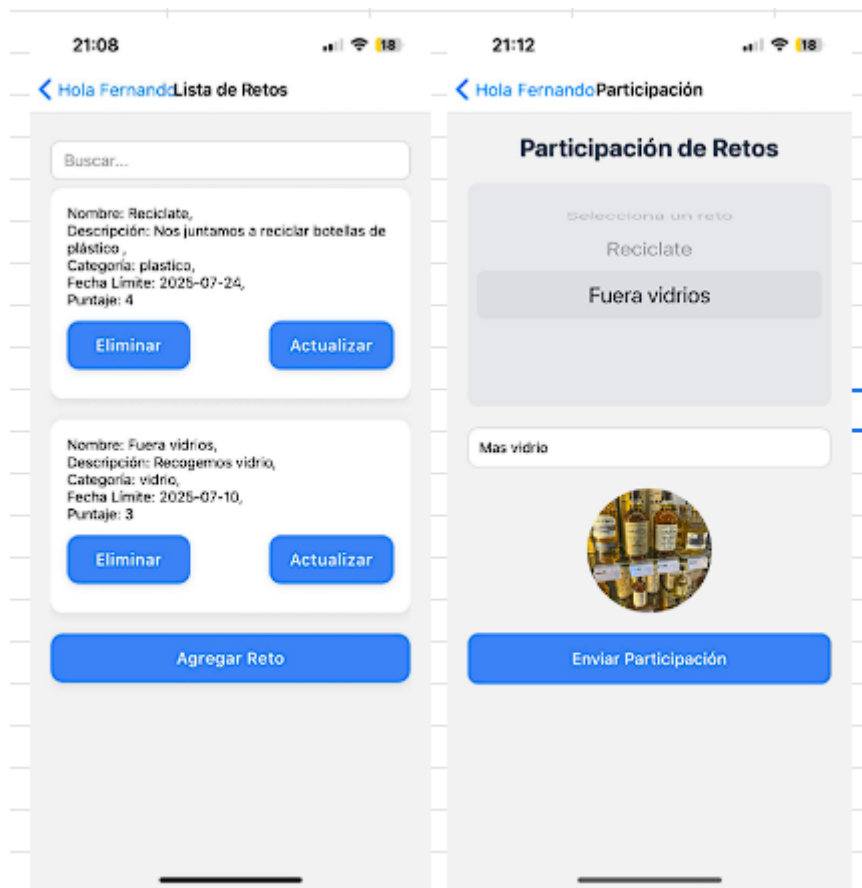 21:08
18
Hola Fernando
Lista de Retos
Buscar...
Nombre: Reciclate,
Descripción: Nos juntamos a reciclar botellas de
plástico ,
Categoría: plastico,
Fecha Límite: 2025-07-24,
Puntaje: 4
Eliminar
Actualizar
Nombre: Fuera vidrios,
Descripción: Recogemos vidrio,
Categoría: vidrio,
Fecha Límite: 2025-07-10,
Puntaje: 3
Eliminar
Actualizar
Agregar Reto
21:12
18
Hola Fernando
Participación
Participación de Retos
Selecciona un reto
Reciclate
Fuera vidrios
Mas vidrio
Enviar Participación